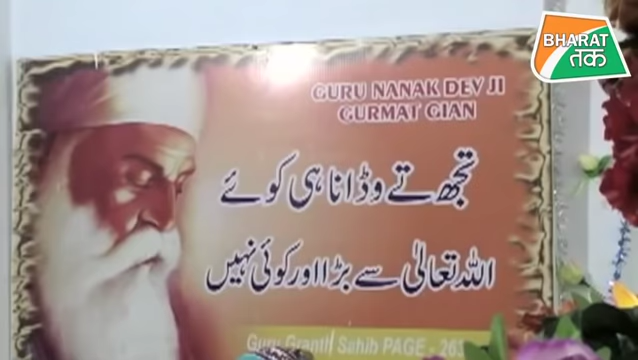 BHARAT
तक
GURU NANAK DEV JI
GURMAT GIAN
تجھ تے وڈا نا ہی کوئے
اللہ تعالیٰ سے بڑا اور کوئی نہیں
Guru Granth Sahib PAGE - 263